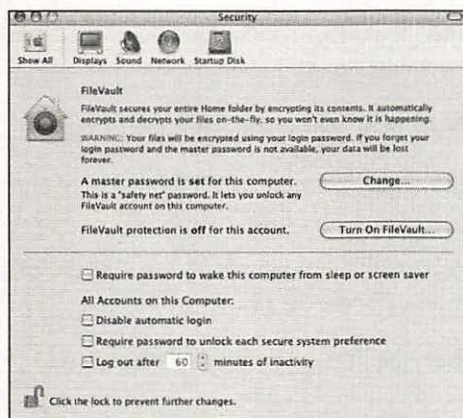 Security
Show All Displays Sound Network Startup Disk
FileVault
FileVault secures your entire Home folder by encrypting its contents. It automatically
encrypts and decrypts your files on-the-fly, so you won't even know it is happening.
WARNING: Your files will be encrypted using your login password. If you forget your
login password and the master password is not available, your data will be lost
forever.
A master password is set for this computer.
Change...
This is a "safety net" password. It lets you unlock any
FileVault account on this computer.
FileVault protection is off for this account.
Turn On FileVault...
Require password to wake this computer from sleep or screen saver
All Accounts on this Computer:
Disable automatic login
Require password to unlock each secure system preference
Log out after 60 minutes of inactivity
Click the lock to prevent further changes.